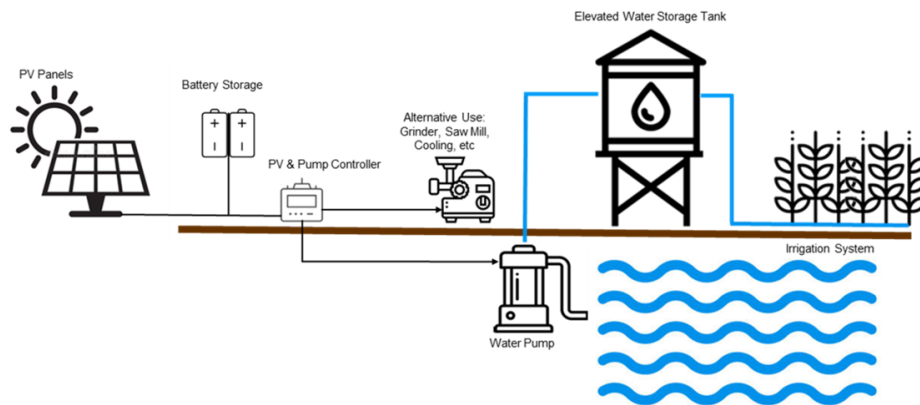 Elevated Water Storage Tank
PV Panels
Battery Storage
Alternative Use:
Grinder, Saw Mill,
Cooling, etc
PV & Pump Controller
Irrigation System
Water Pump